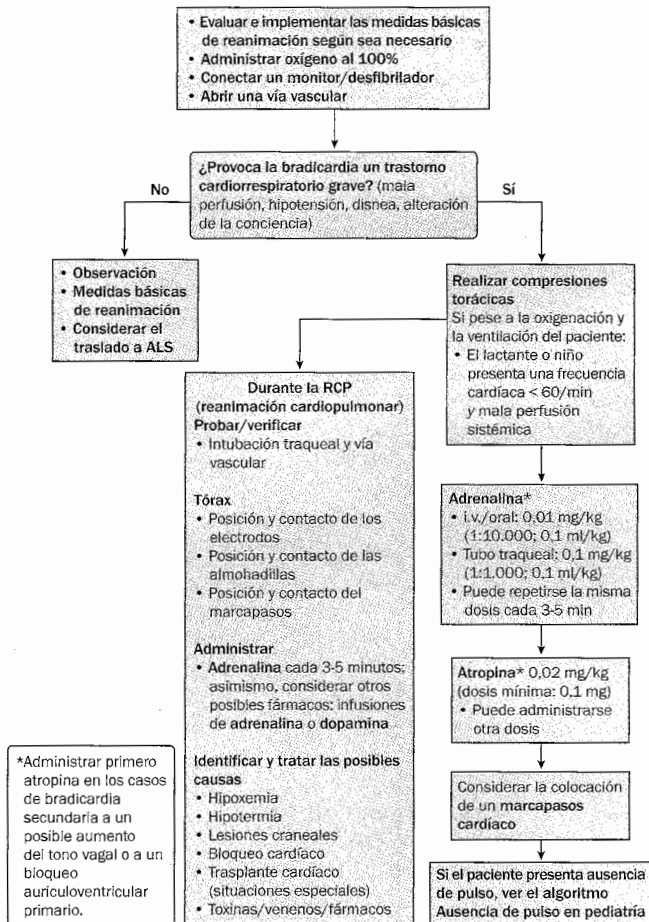 • Evaluar e implementar las medidas básicas
de reanimación según sea necesario
• Administrar oxígeno al 100%
• Conectar un monitor/desfibrilador
• Abrir una vía vascular
¿Provoca la bradicardia un trastorno
cardiorrespiratorio grave? (mala
perfusión, hipotensión, disnea, alteración
de la conciencia)
No
Sí
• Observación
• Medidas básicas
de reanimación
• Considerar el
traslado a ALS
Realizar compresiones
torácicas
Si pese a la oxigenación y
la ventilación del paciente:
• El lactante o niño
presenta una frecuencia
cardíaca < 60/min
y mala perfusión
sistémica
Durante la RCP
(reanimación cardiopulmonar)
Probar/verificar
• Intubación traqueal y vía
vascular
Tórax
• Posición y contacto de los
electrodos
• Posición y contacto de las
almohadillas
• Posición y contacto del
marcapasos
Administrar
• Adrenalina cada 3-5 minutos;
asimismo, considerar otros
posibles fármacos: infusiones
de adrenalina o dopamina
Identificar y tratar las posibles
causas
• Hipoxemia
• Hipotermia
• Lesiones craneales
• Bloqueo cardíaco
• Trasplante cardíaco
(situaciones especiales)
• Toxinas/venenos/fármacos
Adrenalina*
• i.v./oral: 0,01 mg/kg
(1:10.000; 0,1 ml/kg)
• Tubo traqueal: 0,1 mg/kg
(1:1.000; 0,1 ml/kg)
• Puede repetirse la misma
dosis cada 3-5 min
Atropina* 0,02 mg/kg
(dosis mínima: 0,1 mg)
• Puede administrarse
otra dosis
Considerar la colocación
de un marcapasos
cardíaco
Si el paciente presenta ausencia
de pulso, ver el algoritmo
Ausencia de pulso en pediatría
*Administrar primero
atropina en los casos
de bradicardia
secundaria a un
posible aumento
del tono vagal o a un
bloqueo
auriculoventricular
primario.